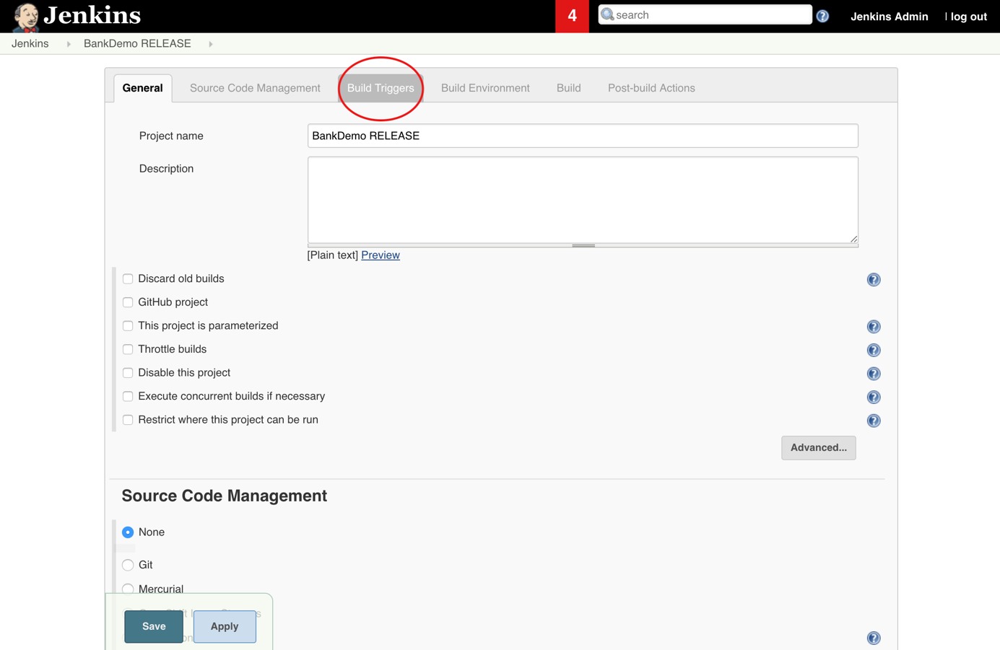 Jenkins
4
search
Jenkins Admin
| log out
Jenkins
BankDemo RELEASE
General
Source Code Management
Build Triggers
Build Environment
Build
Post-build Actions
Project name
BankDemo RELEASE
Description
[Plain text] Preview
Discard old builds
GitHub project
This project is parameterized
Throttle builds
Disable this project
Execute concurrent builds if necessary
Restrict where this project can be run
Advanced...
Source Code Management
None
Git
Mercurial
Save
Apply